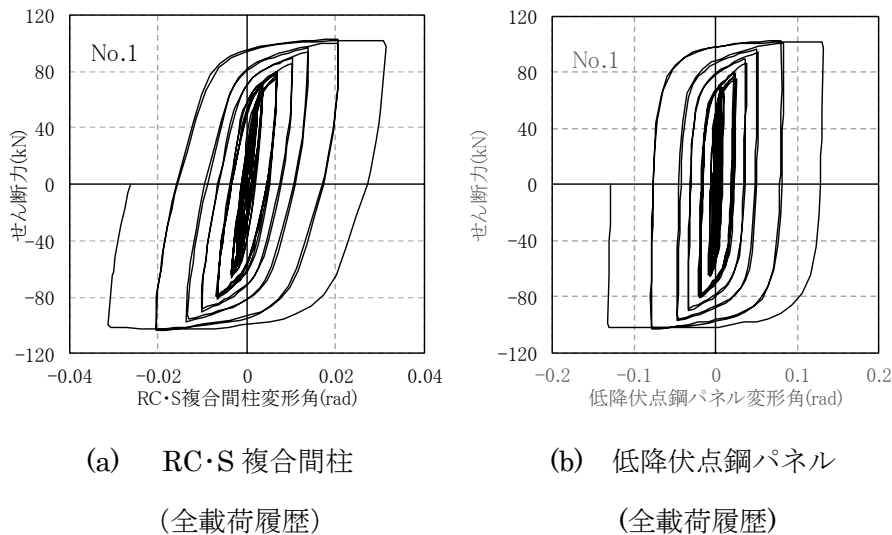 120
80
40
0
-40
-80
-120
せん断力(kN)
No.1
-0.04
-0.02
0
0.02
0.04
RC･S複合間柱変形角(rad)
(a) RC･S 複合間柱
(全載荷履歴)
120
80
40
0
-40
-80
-120
せん断力(kN)
No.1
-0.2
-0.1
0
0.1
0.2
低降伏点鋼パネル変形角(rad)
(b) 低降伏点鋼パネル
(全載荷履歴)